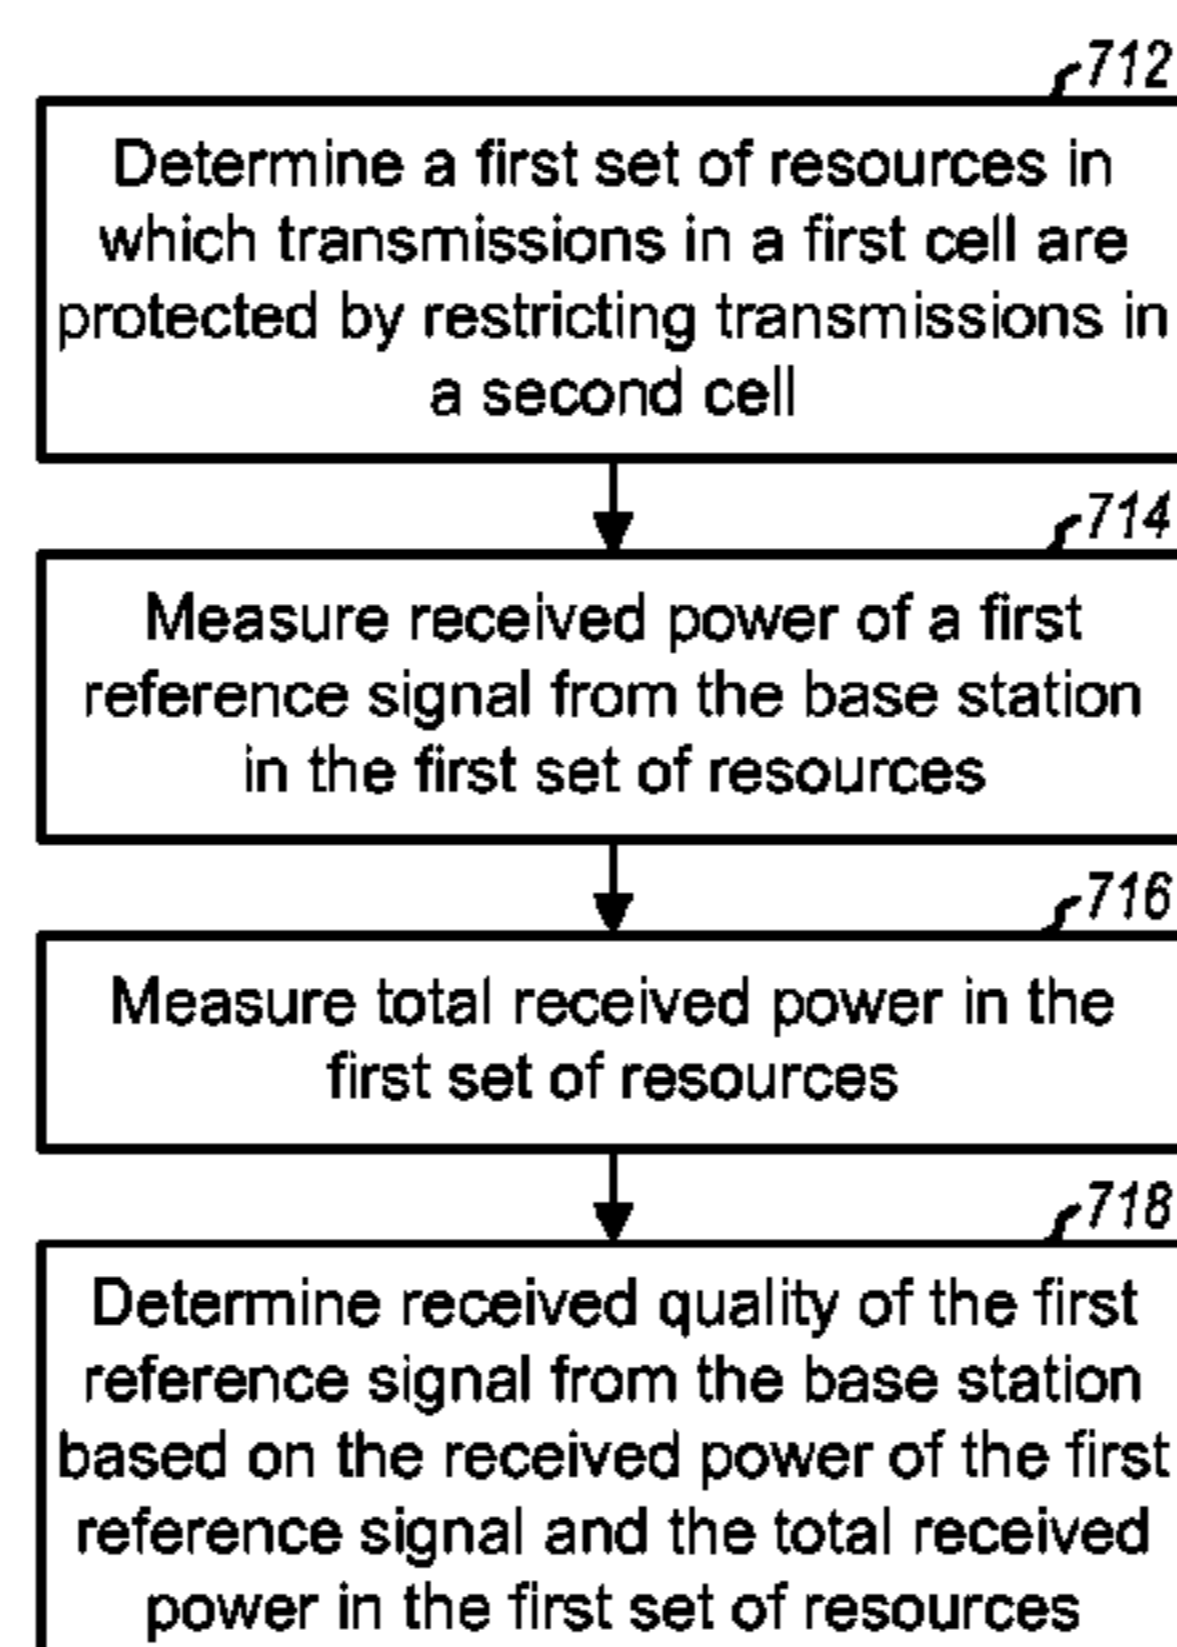 712
Determine a first set of resources in
which transmissions in a first cell are
protected by restricting transmissions in
a second cell
714
Measure received power of a first
reference signal from the base station
in the first set of resources
716
Measure total received power in the
first set of resources
718
Determine received quality of the first
reference signal from the base station
based on the received power of the first
reference signal and the total received
power in the first set of resources